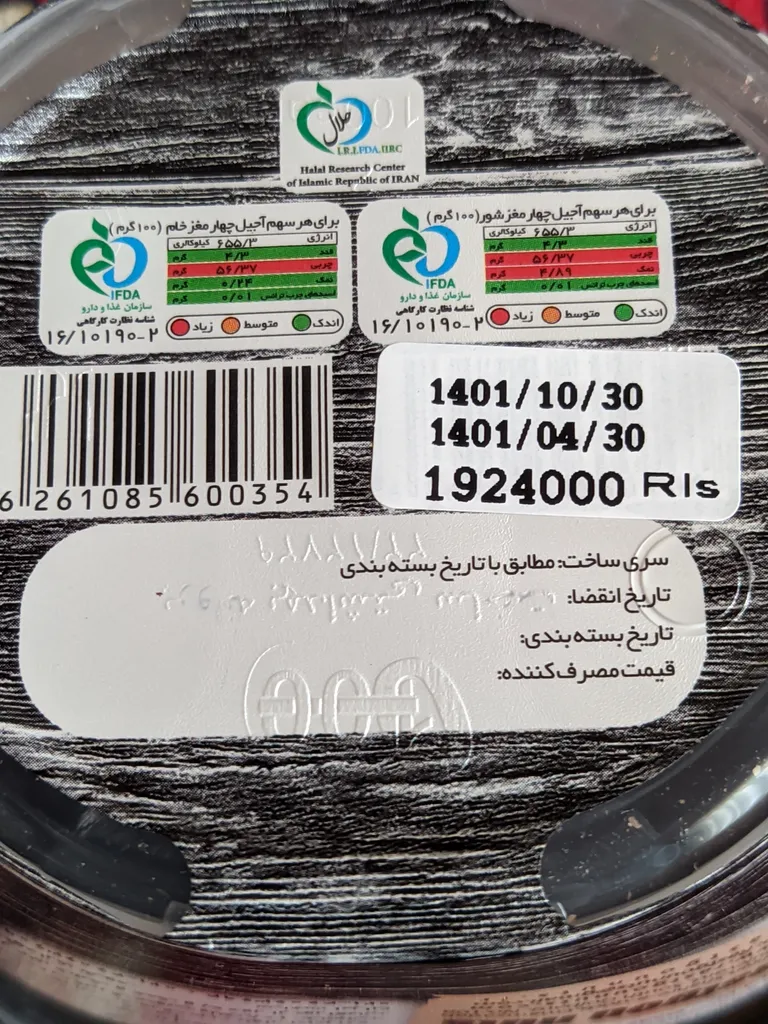 حلال
I.R.I.FDA.HRC
Halal Research Center
of Islamic Republic of IRAN
برای هر سهم آجیل چهار مغز خام (۱۰۰ گرم)
انرژی ۶۵۵/۳ کیلوکالری
قند ۴/۳ گرم
چربی ۵۶/۳۷ گرم
نمک ۰/۲۴ گرم
اسیدهای چرب ترانس ۰/۰۱ گرم
IFDA
سازمان غذا و دارو
شناسه نظارت کارگاهی
۱۶/۱۰۱۹۰-۲
اندک متوسط زیاد
برای هر سهم آجیل چهار مغز شور (۱۰۰ گرم)
انرژی ۶۵۵/۳ کیلوکالری
قند ۴/۳ گرم
چربی ۵۶/۳۷ گرم
نمک ۴/۸۹ گرم
اسیدهای چرب ترانس ۰/۰۱ گرم
IFDA
سازمان غذا و دارو
شناسه نظارت کارگاهی
۱۶/۱۰۱۹۰-۲
اندک متوسط زیاد
6 261085 600354
1401/10/30
1401/04/30
1924000 Rls
سری ساخت: مطابق با تاریخ بسته بندی
تاریخ انقضا:
تاریخ بسته بندی:
قیمت مصرف کننده: